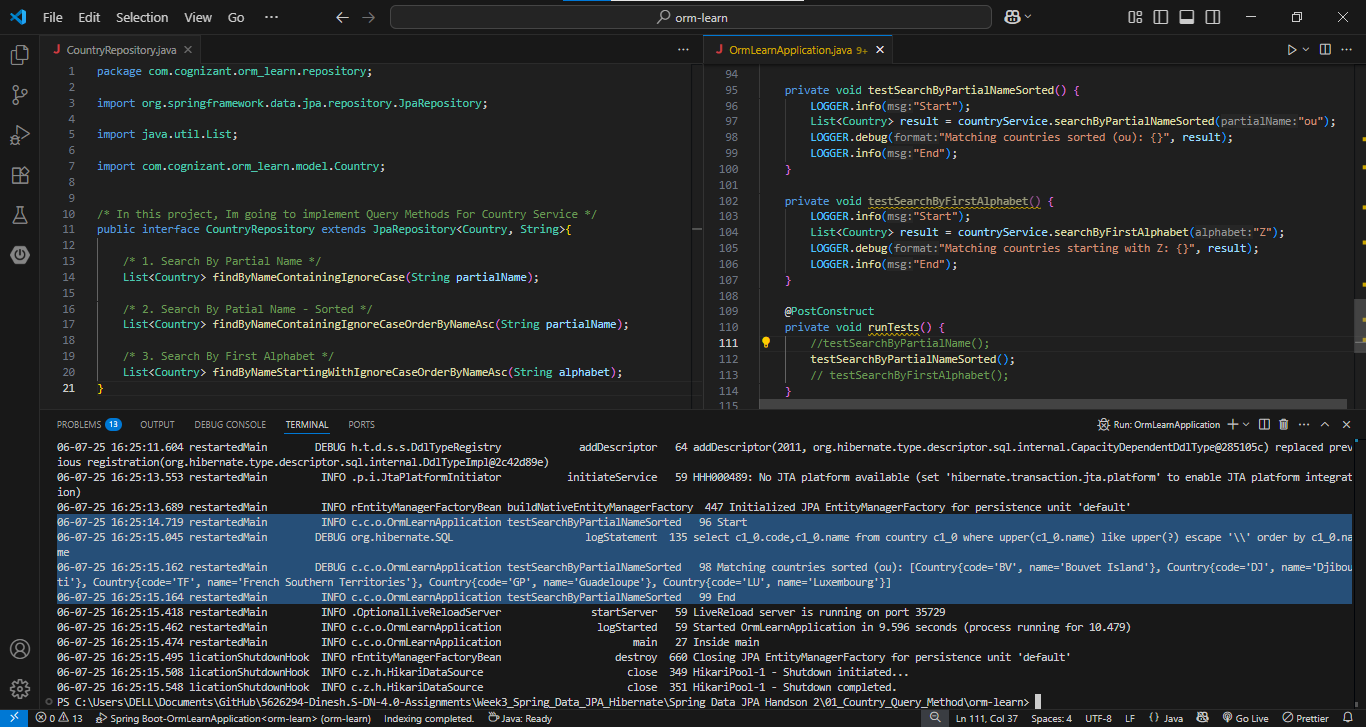 File Edit Selection View Go ··· orm-learn
CountryRepository.java
1 package com.cognizant.orm_learn.repository;
2
3 import org.springframework.data.jpa.repository.JpaRepository;
4
5 import java.util.List;
6
7 import com.cognizant.orm_learn.model.Country;
8
9
10 /* In this project, Im going to implement Query Methods For Country Service */
11 public interface CountryRepository extends JpaRepository<Country, String>{
12
13 /* 1. Search By Partial Name */
14 List<Country> findByNameContainingIgnoreCase(String partialName);
15
16 /* 2. Search By Patial Name - Sorted */
17 List<Country> findByNameContainingIgnoreCaseOrderByNameAsc(String partialName);
18
19 /* 3. Search By First Alphabet */
20 List<Country> findByNameStartingWithIgnoreCaseOrderByNameAsc(String alphabet);
21 }
OrmLearnApplication.java 9+
94
95 private void testSearchByPartialNameSorted() {
96 LOGGER.info(msg:"Start");
97 List<Country> result = countryService.searchByPartialNameSorted(partialName:"ou");
98 LOGGER.debug(format:"Matching countries sorted (ou): {}", result);
99 LOGGER.info(msg:"End");
100 }
101
102 private void testSearchByFirstAlphabet() {
103 LOGGER.info(msg:"Start");
104 List<Country> result = countryService.searchByFirstAlphabet(alphabet:"Z");
105 LOGGER.debug(format:"Matching countries starting with Z: {}", result);
106 LOGGER.info(msg:"End");
107 }
108
109 @PostConstruct
110 private void runTests() {
111 //testSearchByPartialName();
112 testSearchByPartialNameSorted();
113 // testSearchByFirstAlphabet();
114 }
115
PROBLEMS 13 OUTPUT DEBUG CONSOLE TERMINAL PORTS Run: OrmLearnApplication
06-07-25 16:25:11.604 restartedMain DEBUG h.t.d.s.s.DdlTypeRegistry addDescriptor 64 addDescriptor(2011, org.hibernate.type.descriptor.sql.internal.CapacityDependentDdlType@285105c) replaced prev
ious registration(org.hibernate.type.descriptor.sql.internal.DdlTypeImpl@2c42d89e)
06-07-25 16:25:13.553 restartedMain INFO .p.i.JtaPlatformInitiator initiateService 59 HHH000489: No JTA platform available (set 'hibernate.transaction.jta.platform' to enable JTA platform integrat
ion)
06-07-25 16:25:13.689 restartedMain INFO rEntityManagerFactoryBean buildNativeEntityManagerFactory 447 Initialized JPA EntityManagerFactory for persistence unit 'default'
06-07-25 16:25:14.719 restartedMain INFO c.c.o.OrmLearnApplication testSearchByPartialNameSorted 96 Start
06-07-25 16:25:15.045 restartedMain DEBUG org.hibernate.SQL logStatement 135 select c1_0.code,c1_0.name from country c1_0 where upper(c1_0.name) like upper(?) escape '\\' order by c1_0.na
me
06-07-25 16:25:15.162 restartedMain DEBUG c.c.o.OrmLearnApplication testSearchByPartialNameSorted 98 Matching countries sorted (ou): [Country{code='BV', name='Bouvet Island'}, Country{code='DJ', name='Djibou
ti'}, Country{code='TF', name='French Southern Territories'}, Country{code='GP', name='Guadeloupe'}, Country{code='LU', name='Luxembourg'}]
06-07-25 16:25:15.164 restartedMain INFO c.c.o.OrmLearnApplication testSearchByPartialNameSorted 99 End
06-07-25 16:25:15.418 restartedMain INFO .OptionalLiveReloadServer startServer 59 LiveReload server is running on port 35729
06-07-25 16:25:15.462 restartedMain INFO c.c.o.OrmLearnApplication logStarted 59 Started OrmLearnApplication in 9.596 seconds (process running for 10.479)
06-07-25 16:25:15.474 restartedMain INFO c.c.o.OrmLearnApplication main 27 Inside main
06-07-25 16:25:15.495 licationShutdownHook INFO rEntityManagerFactoryBean destroy 660 Closing JPA EntityManagerFactory for persistence unit 'default'
06-07-25 16:25:15.508 licationShutdownHook INFO c.z.h.HikariDataSource close 349 HikariPool-1 - Shutdown initiated...
06-07-25 16:25:15.548 licationShutdownHook INFO c.z.h.HikariDataSource close 351 HikariPool-1 - Shutdown completed.
PS C:\Users\DELL\Documents\GitHub\5626294-Dinesh.S-DN-4.0-Assignments\Week3_Spring_Data_JPA_Hibernate\Spring Data JPA Handson 2\01_Country_Query_Method\orm-learn>
0 13 Spring Boot-OrmLearnApplication<orm-learn> (orm-learn) Indexing completed. Java: Ready Ln 111, Col 37 Spaces: 4 UTF-8 LF {} Java Go Live Prettier